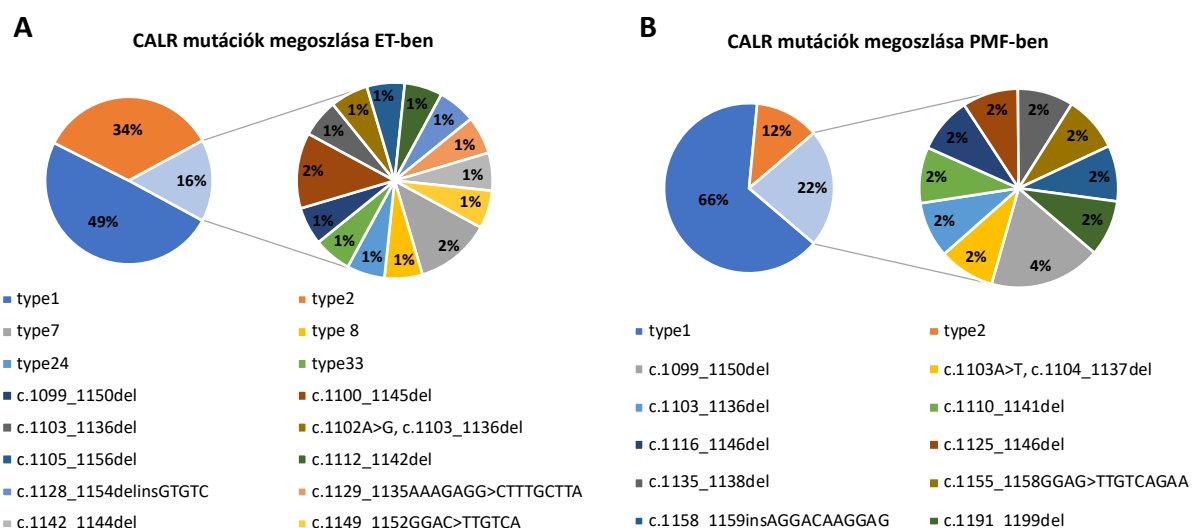 A
CALR mutációk megoszlása ET-ben
34%
16%
49%
1%
1%
1%
1%
1%
1%
1%
2%
1%
1%
1%
1%
2%
1%
type1
type2
type7
type 8
type24
type33
c.1099_1150del
c.1100_1145del
c.1103_1136del
c.1102A>G, c.1103_1136del
c.1105_1156del
c.1112_1142del
c.1128_1154delinsGTGTC
c.1129_1135AAAGAGG>CTTTGCTTA
c.1142_1144del
c.1149_1152GGAC>TTGTCA
B
CALR mutációk megoszlása PMF-ben
12%
22%
66%
2%
2%
2%
2%
4%
2%
2%
2%
2%
2%
type1
type2
c.1099_1150del
c.1103A>T, c.1104_1137del
c.1103_1136del
c.1110_1141del
c.1116_1146del
c.1125_1146del
c.1135_1138del
c.1155_1158GGAG>TTGTCAGAA
c.1158_1159insAGGACAAGGAG
c.1191_1199del